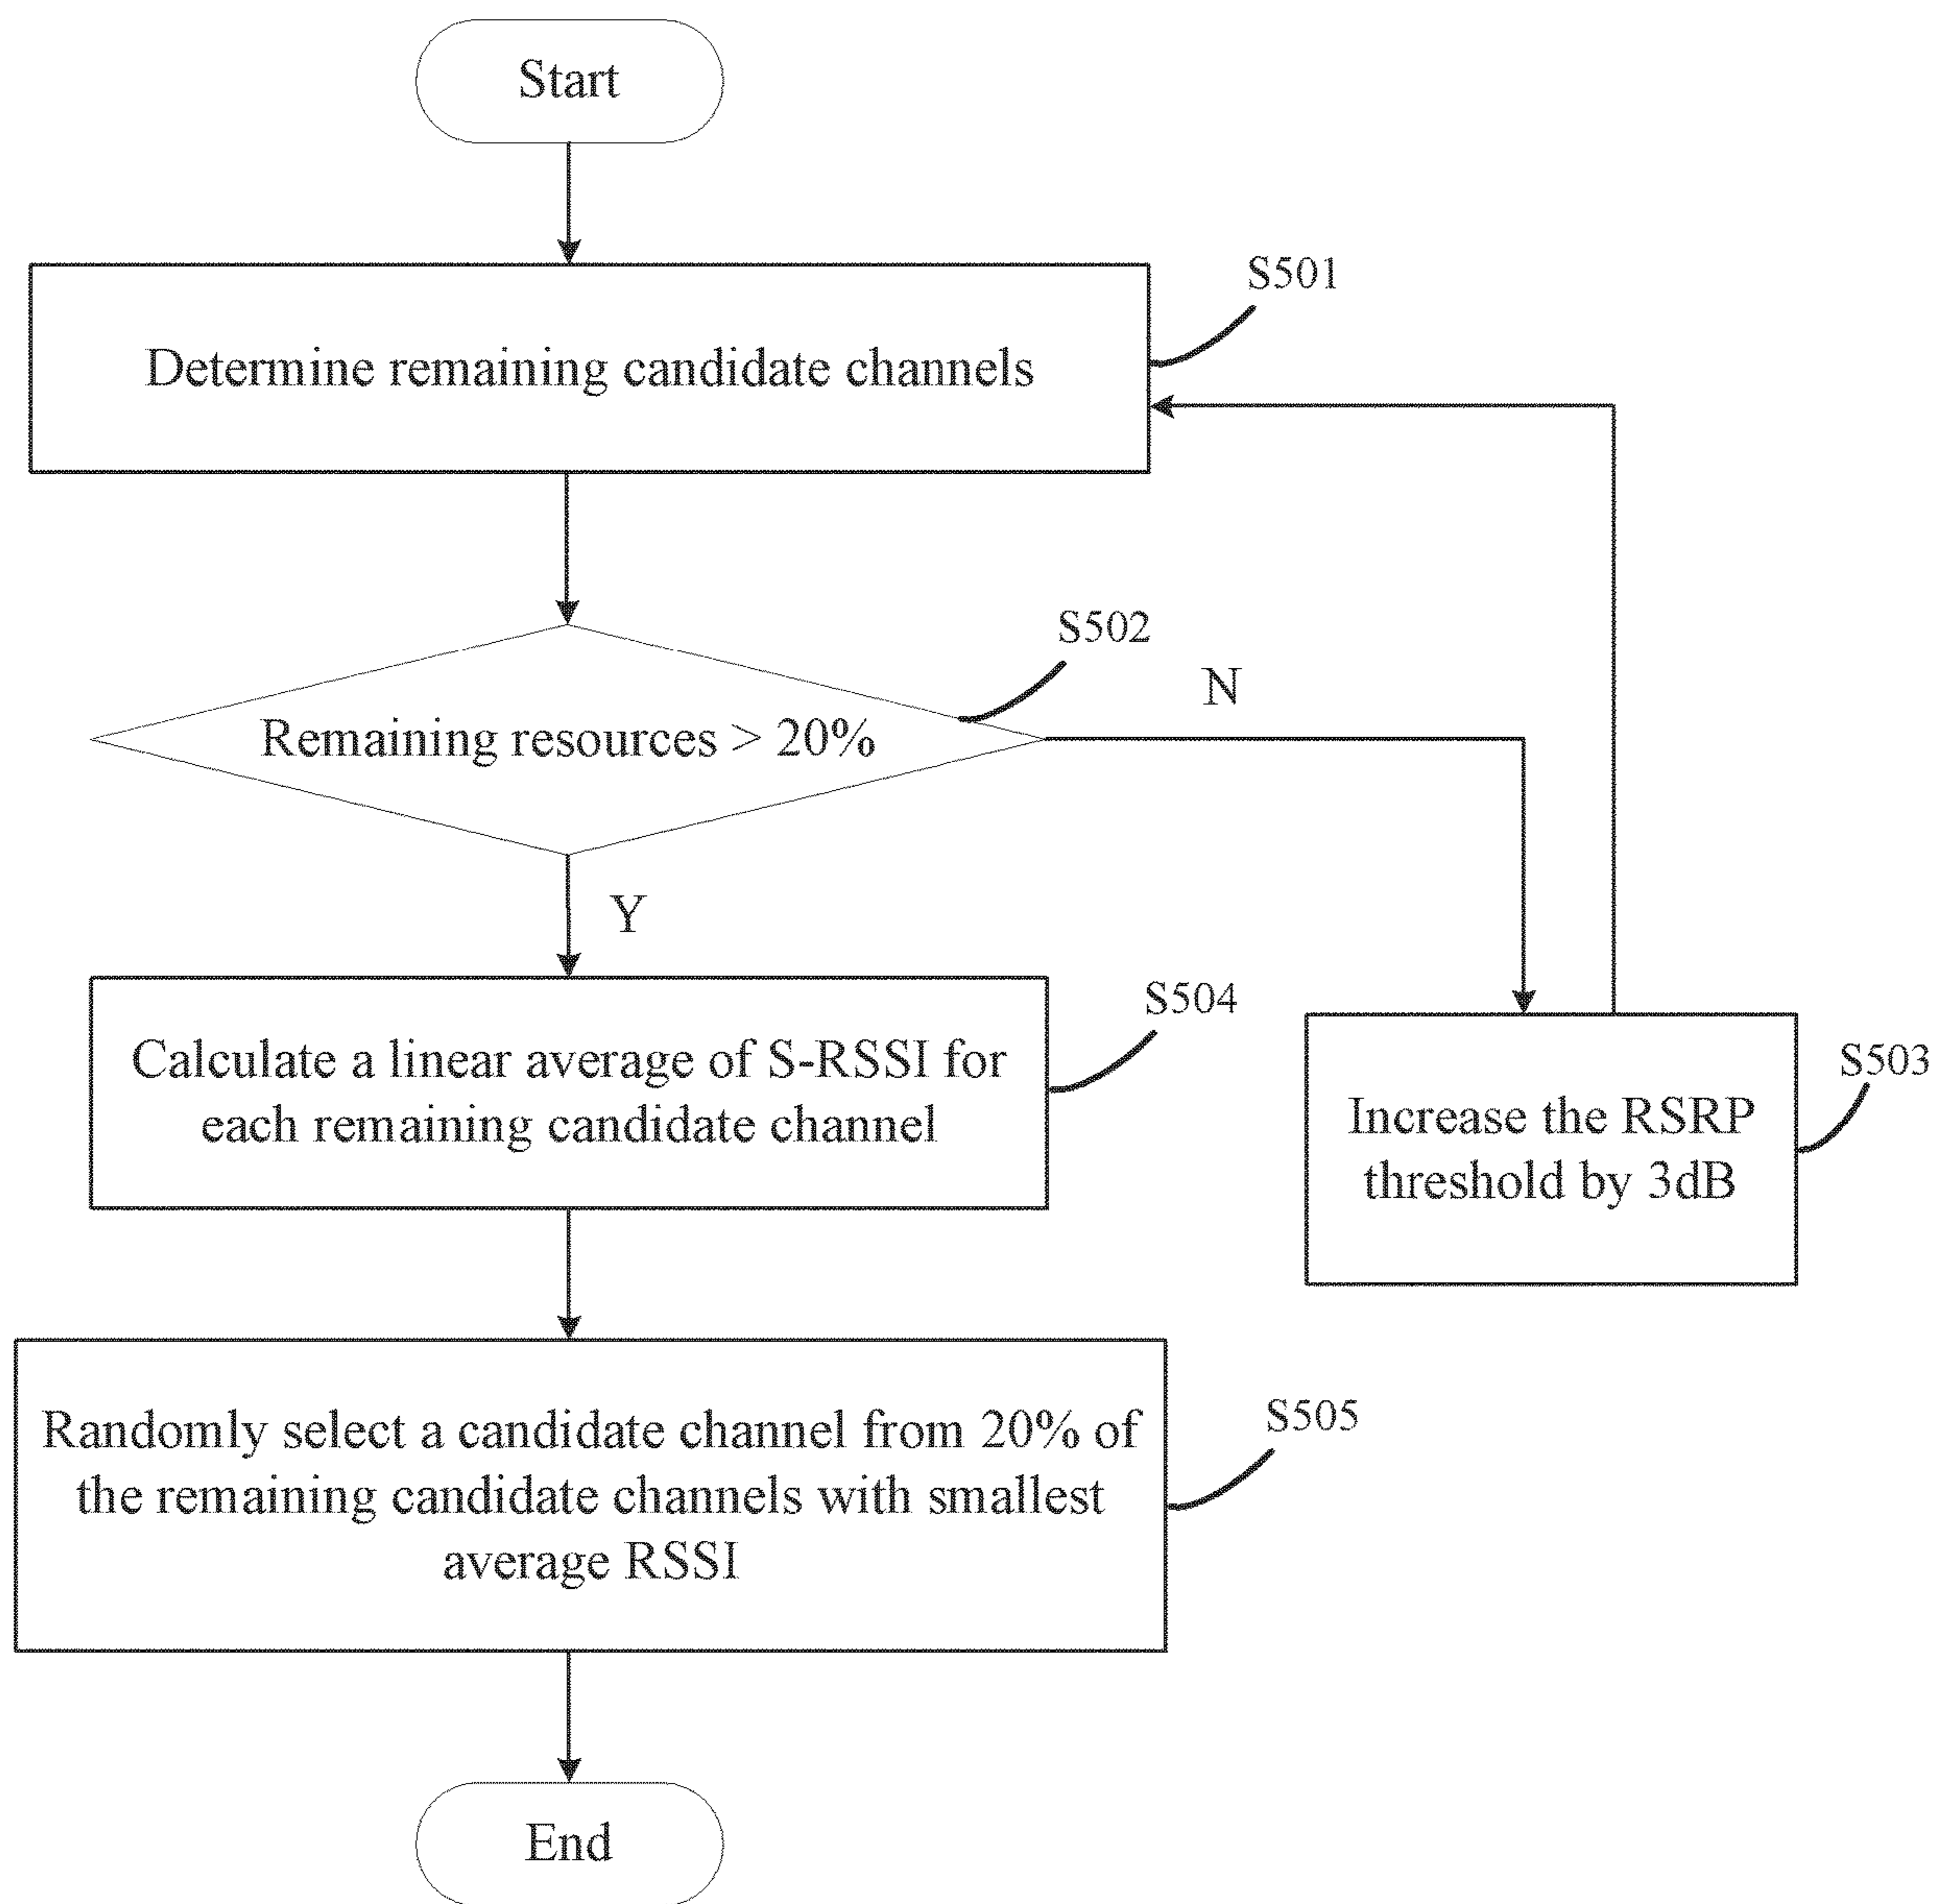 Start
S501
Determine remaining candidate channels
S502
N
Remaining resources > 20%
Y
S504
Calculate a linear average of S-RSSI for
each remaining candidate channel
S503
Increase the RSRP
threshold by 3dB
S505
Randomly select a candidate channel from 20% of
the remaining candidate channels with smallest
average RSSI
End